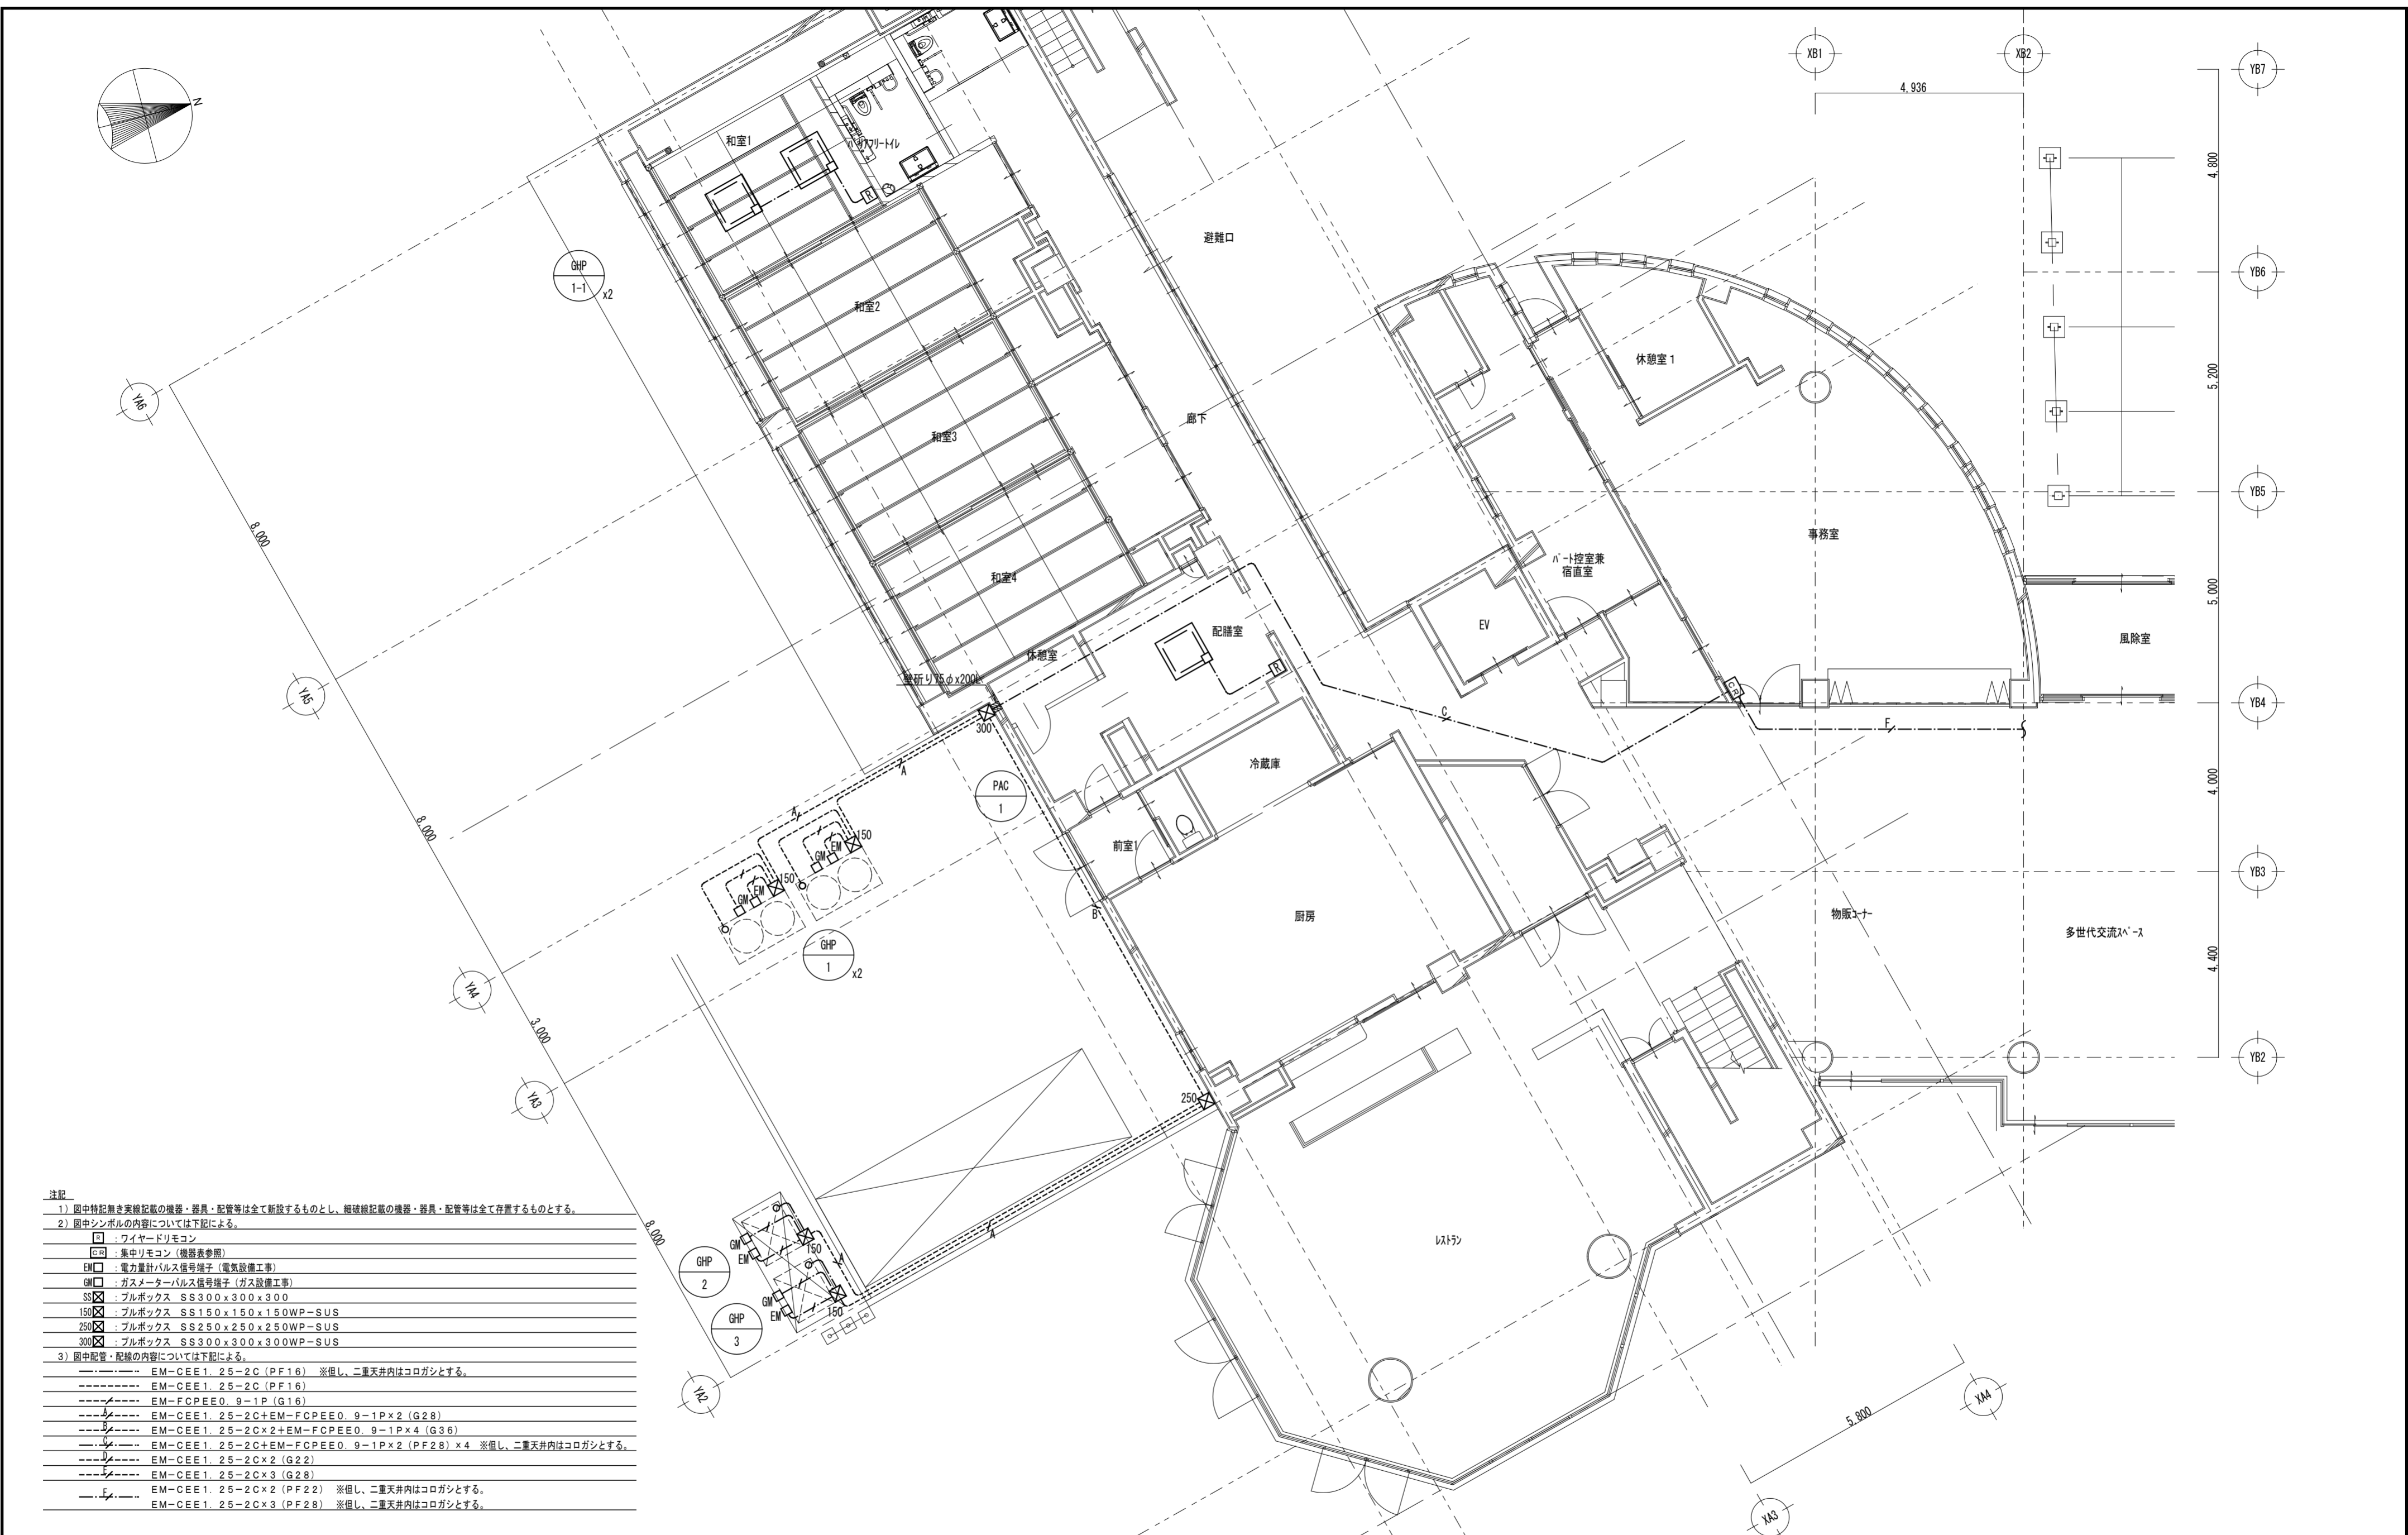 N
XB1
XB2
4,936
YB7
YB6
YB5
YB4
YB3
YB2
4,800
5,200
5,000
4,000
4,400
YA6
YA5
YA4
YA3
YA2
8,000
8,000
3,000
8,000
XA4
XA3
5,800
和室1
バリアフリートイレ
R
GHP
1-1
x2
避難口
和室2
休憩室1
和室3
廊下
事務室
パート控室兼
宿直室
和室4
EV
配膳室
R
風除室
休憩室
壁斫り75φx200L
CR
C
F
300
A
冷蔵庫
PAC
1
A
150
EM
GM
前室1
150
EM
GM
B
厨房
物販コーナー
多世代交流スペース
GHP
1
x2
250
A
レストラン
GM
EM
150
A
GHP
2
GM
EM
150
GHP
3
注記
1) 図中特記無き実線記載の機器・器具・配管等は全て新設するものとし、細破線記載の機器・器具・配管等は全て存置するものとする。
2) 図中シンボルの内容については下記による。
R : ワイヤードリモコン
CR : 集中リモコン (機器表参照)
EM : 電力量計パルス信号端子 (電気設備工事)
GM : ガスメーターパルス信号端子 (ガス設備工事)
SS : プルボックス SS300x300x300
150 : プルボックス SS150x150x150WP-SUS
250 : プルボックス SS250x250x250WP-SUS
300 : プルボックス SS300x300x300WP-SUS
3) 図中配管・配線の内容については下記による。
EM-CEE1.25-2C (PF16) ※但し、二重天井内はコロガシとする。
EM-CEE1.25-2C (PF16)
EM-FCPEE0.9-1P (G16)
A EM-CEE1.25-2C+EM-FCPEE0.9-1P×2 (G28)
B EM-CEE1.25-2C×2+EM-FCPEE0.9-1P×4 (G36)
C EM-CEE1.25-2C+EM-FCPEE0.9-1P×2 (PF28) ×4 ※但し、二重天井内はコロガシとする。
D EM-CEE1.25-2C×2 (G22)
E EM-CEE1.25-2C×3 (G28)
F EM-CEE1.25-2C×2 (PF22) ※但し、二重天井内はコロガシとする。
EM-CEE1.25-2C×3 (PF28) ※但し、二重天井内はコロガシとする。